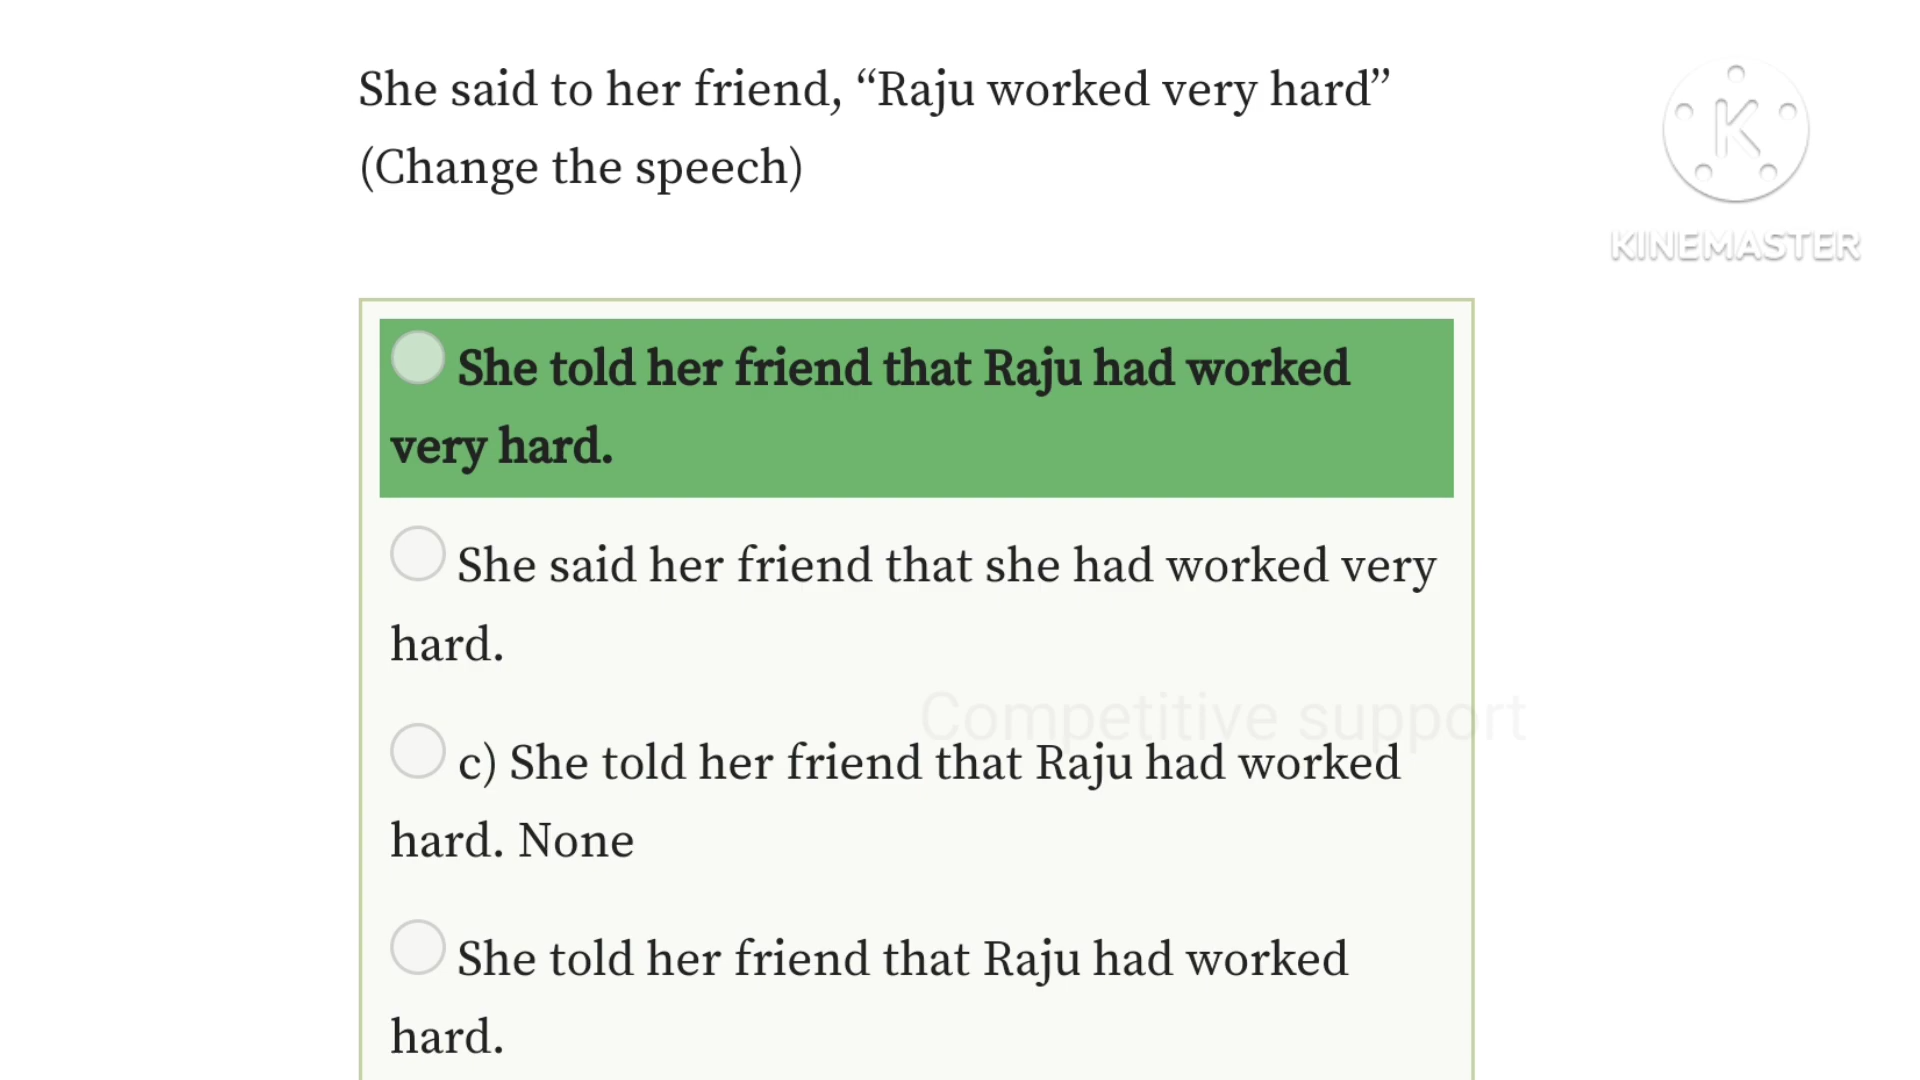 She said to her friend, “Raju worked very hard”
(Change the speech)
K
KINEMASTER
She told her friend that Raju had worked
very hard.
She said her friend that she had worked very
hard.
Competitive support
c) She told her friend that Raju had worked
hard. None
She told her friend that Raju had worked
hard.